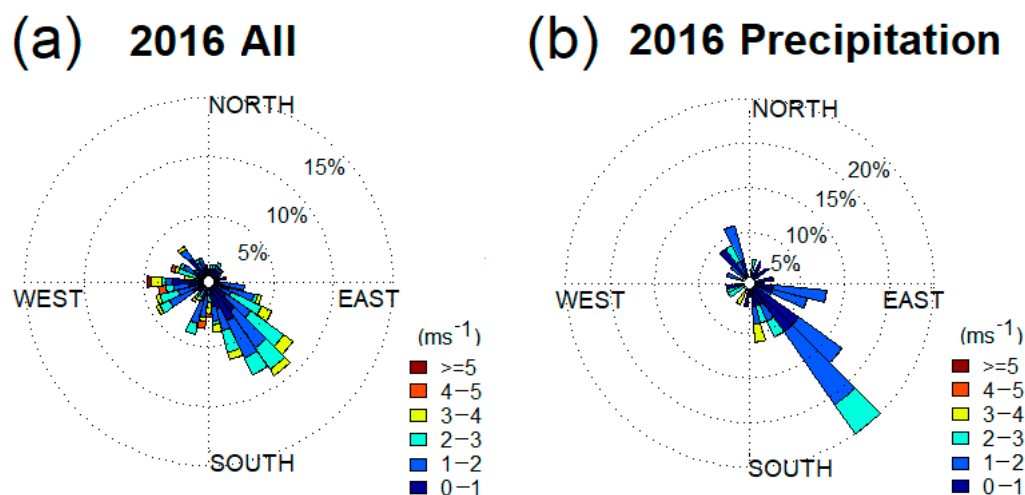 (a) 2016 All
NORTH
15%
10%
5%
WEST
EAST
SOUTH
(ms⁻¹)
>=5
4−5
3−4
2−3
1−2
0−1
(b) 2016 Precipitation
NORTH
20%
15%
10%
5%
WEST
EAST
SOUTH
(ms⁻¹)
>=5
4−5
3−4
2−3
1−2
0−1